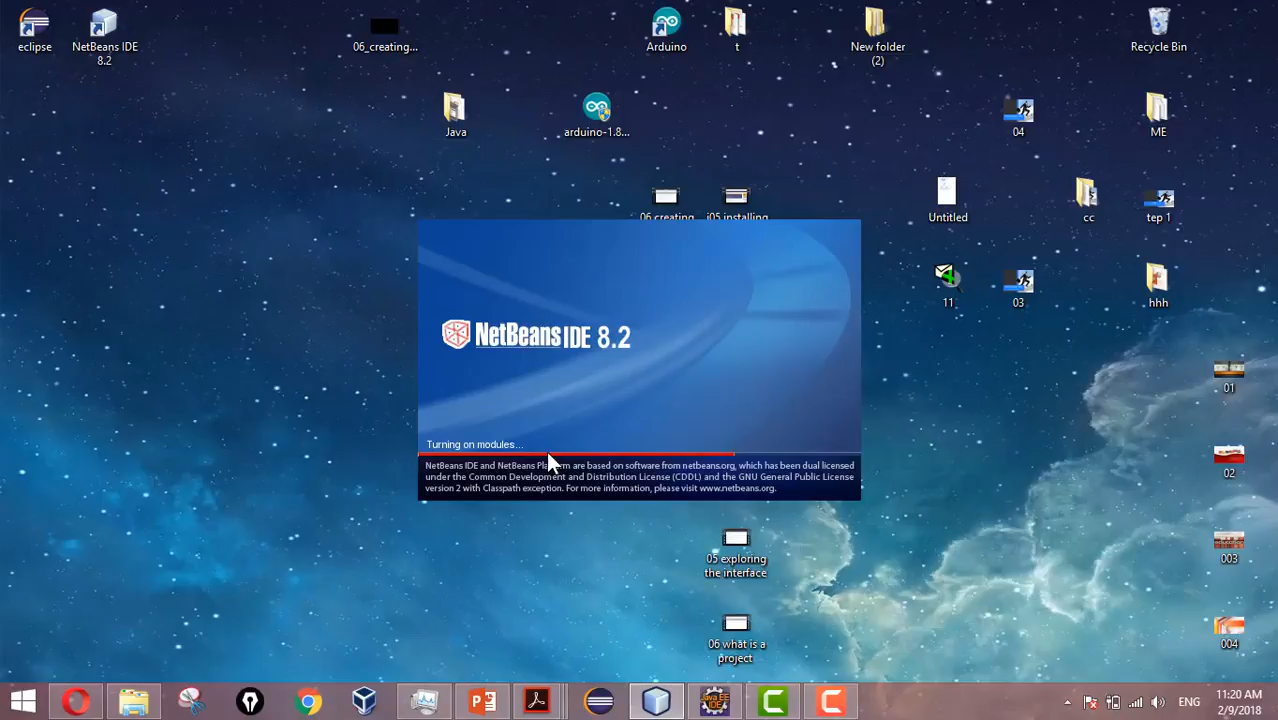 eclipse
NetBeans IDE
8.2
06_creating...
Arduino
t
New folder
(2)
Recycle Bin
Java
arduino-1.8...
04
ME
06 creating
i05 installing
Untitled
cc
tep 1
11
03
hhh
NetBeans IDE 8.2
Turning on modules...
NetBeans IDE and NetBeans Platform are based on software from netbeans.org, which has been dual licensed
under the Common Development and Distribution License (CDDL) and the GNU General Public License
version 2 with Classpath exception. For more information, please visit www.netbeans.org.
01
02
05 exploring
the interface
003
06 what is a
project
004
Java EE
IDE
ENG
11:20 AM
2/9/2018